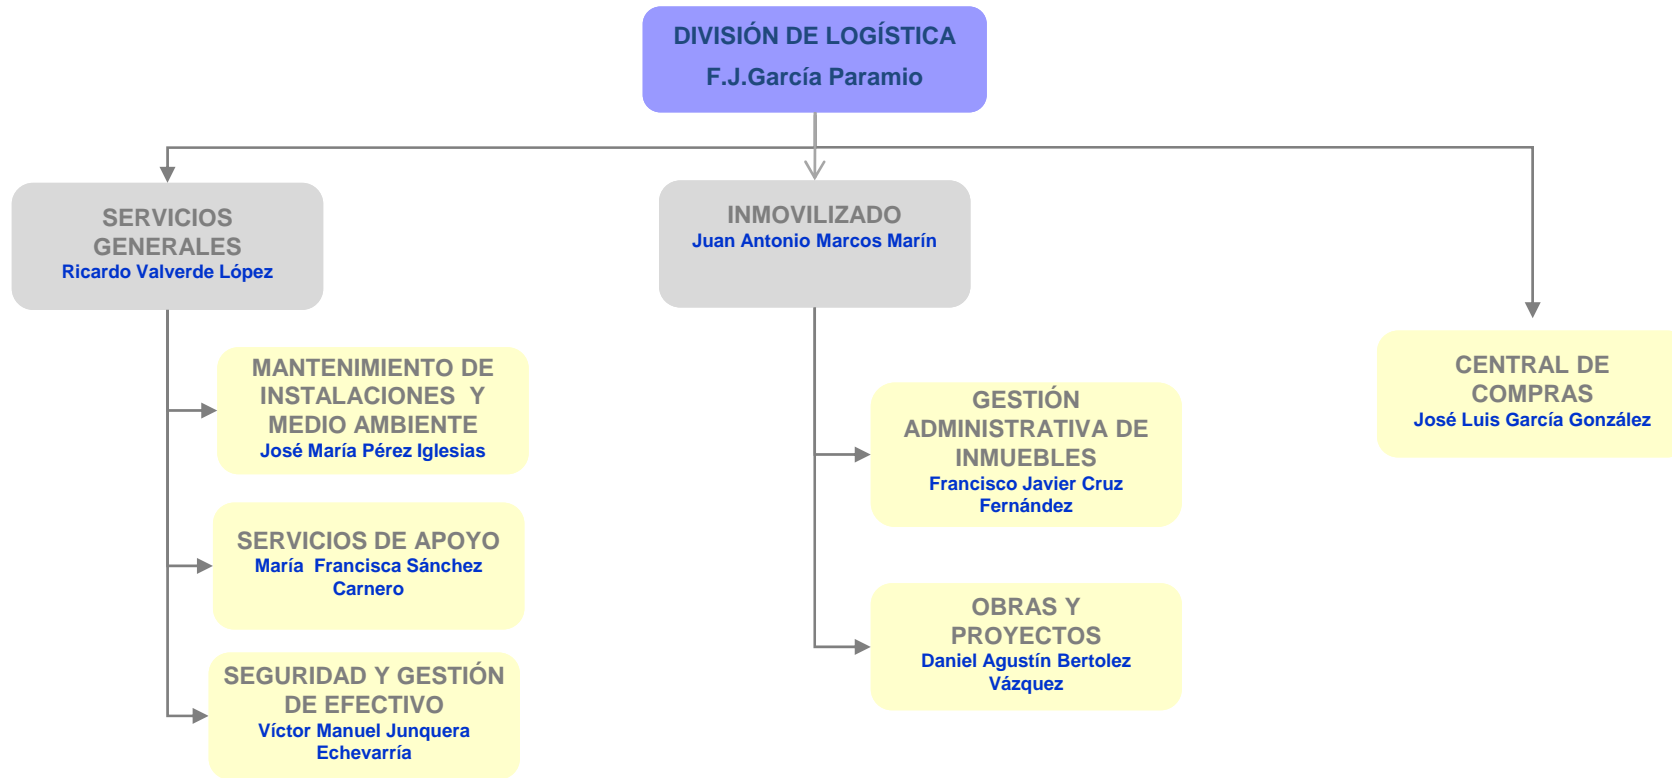 DIVISIÓN DE LOGÍSTICA
F.J.García Paramio
SERVICIOS
GENERALES
Ricardo Valverde López
INMOVILIZADO
Juan Antonio Marcos Marín
CENTRAL DE
COMPRAS
José Luis García González
MANTENIMIENTO DE
INSTALACIONES Y
MEDIO AMBIENTE
José María Pérez Iglesias
SERVICIOS DE APOYO
María Francisca Sánchez
Carnero
SEGURIDAD Y GESTIÓN
DE EFECTIVO
Víctor Manuel Junquera
Echevarría
GESTIÓN
ADMINISTRATIVA DE
INMUEBLES
Francisco Javier Cruz
Fernández
OBRAS Y
PROYECTOS
Daniel Agustín Bertolez
Vázquez